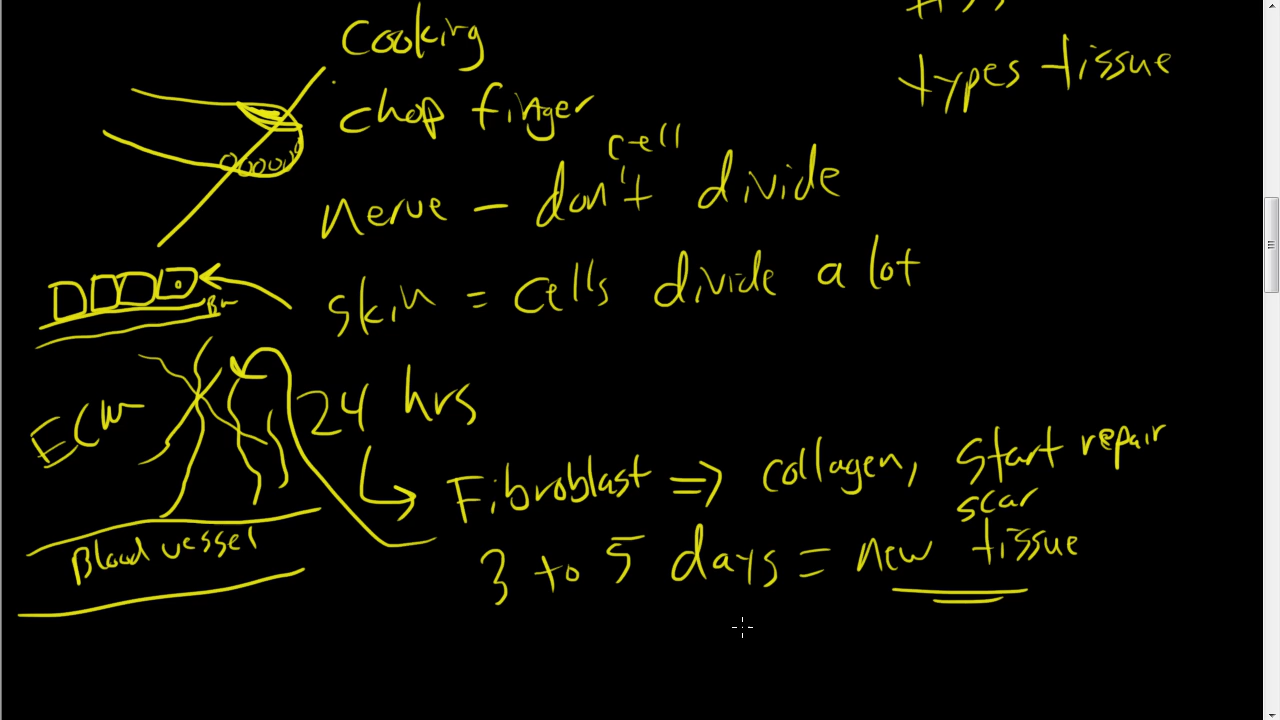 cooking
types tissue
chop finger
cell
nerve - don't divide
skin = cells divide a lot
Bm
ECM
24 hrs
Fibroblast => collagen, start repair
scar
3 to 5 days = new tissue
Blood vessel